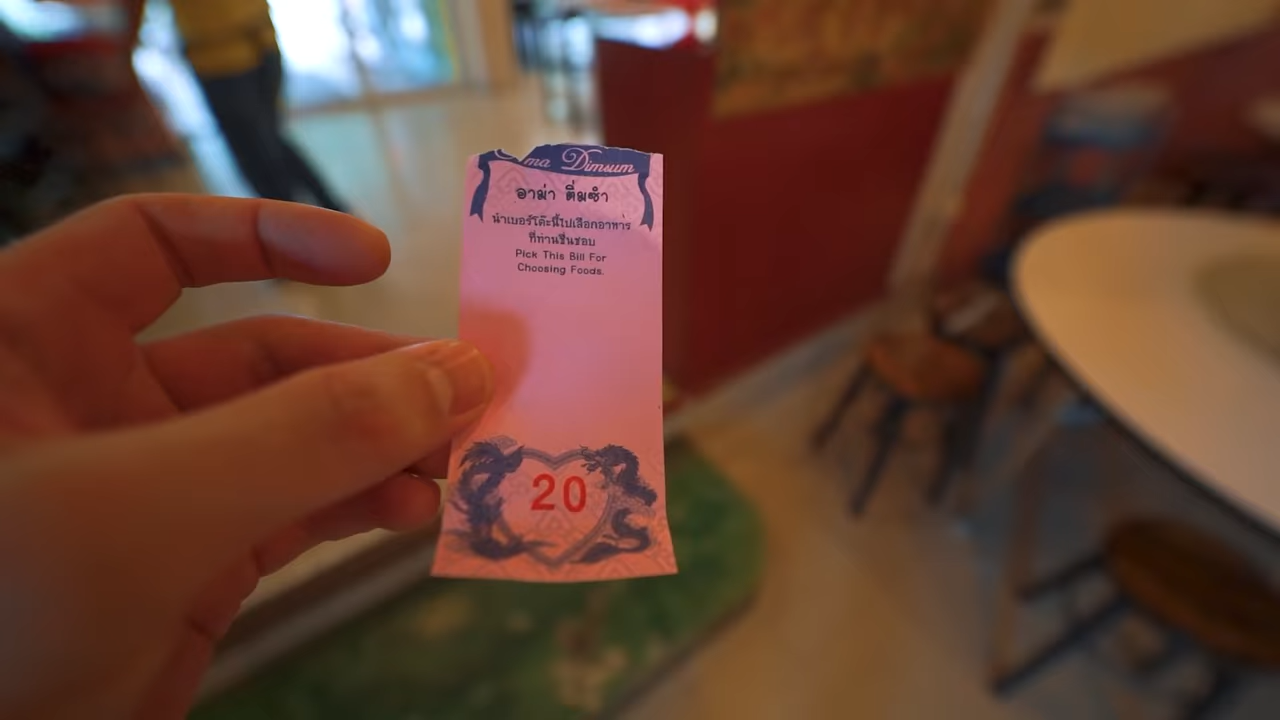 ma Dimsum
อาม่า ติ่มซำ
นำเบอร์โต๊ะนี้ไปเลือกอาหาร
ที่ท่านชื่นชอบ
Pick This Bill For
Choosing Foods.
20